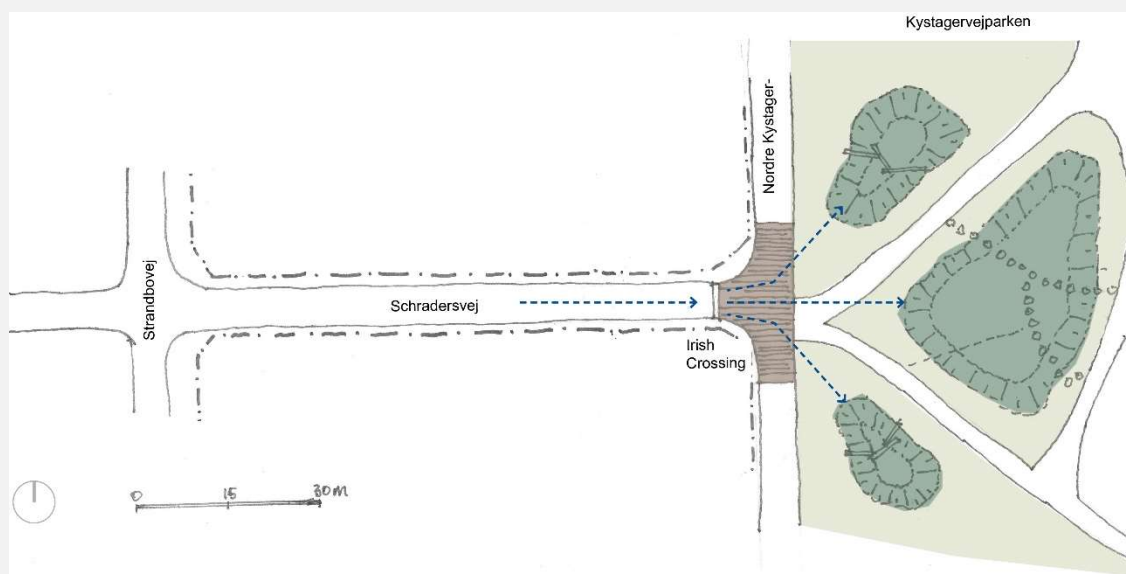 Kystagervejparken
Nordre Kystager-
Strandbovej
Schradersvej
Irish
Crossing
0 15 30M